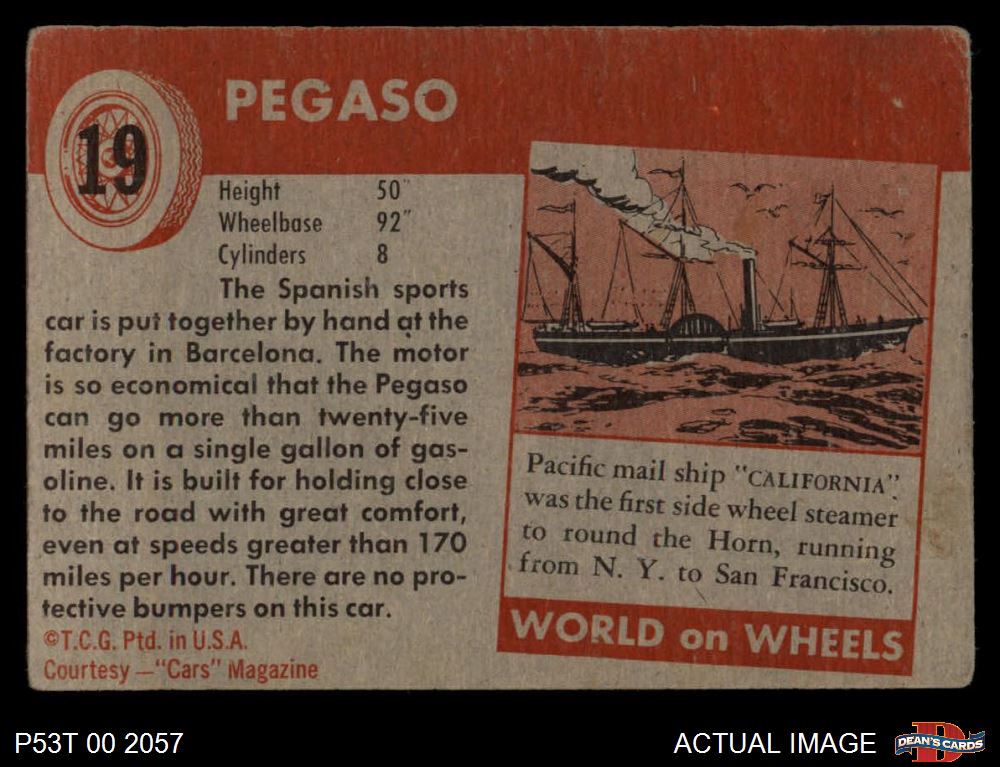 19
PEGASO
Height 50"
Wheelbase 92"
Cylinders 8
The Spanish sports
car is put together by hand at the
factory in Barcelona. The motor
is so economical that the Pegaso
can go more than twenty-five
miles on a single gallon of gas-
oline. It is built for holding close
to the road with great comfort,
even at speeds greater than 170
miles per hour. There are no pro-
tective bumpers on this car.
©T.C.G. Ptd. in U.S.A.
Courtesy—"Cars" Magazine
Pacific mail ship "CALIFORNIA"
was the first side wheel steamer
to round the Horn, running
from N. Y. to San Francisco.
WORLD on WHEELS
P53T 00 2057
ACTUAL IMAGE
D
DEAN'S CARDS